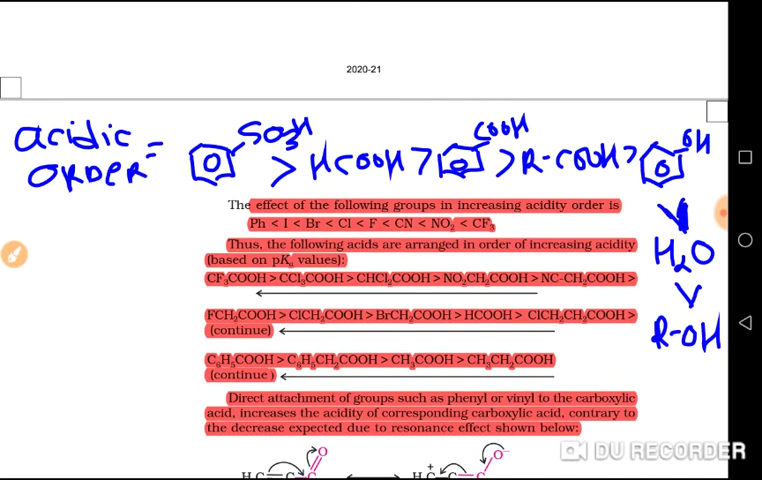 2020-21
acidic ORDER = SO3H > HCOOH > COOH > R-COOH > OH
> H2O > R-OH
The effect of the following groups in increasing acidity order is
Ph < I < Br < Cl < F < CN < NO2 < CF3
Thus, the following acids are arranged in order of increasing acidity
(based on pKa values):
CF3COOH > CCl3COOH > CHCl2COOH > NO2CH2COOH > NC-CH2COOH >
FCH2COOH > ClCH2COOH > BrCH2COOH > HCOOH > ClCH2CH2COOH >
(continue)
C6H5COOH > C6H5CH2COOH > CH3COOH > CH3CH2COOH
(continue )
Direct attachment of groups such as phenyl or vinyl to the carboxylic
acid, increases the acidity of corresponding carboxylic acid, contrary to
the decrease expected due to resonance effect shown below:
O O-
DU RECORDER